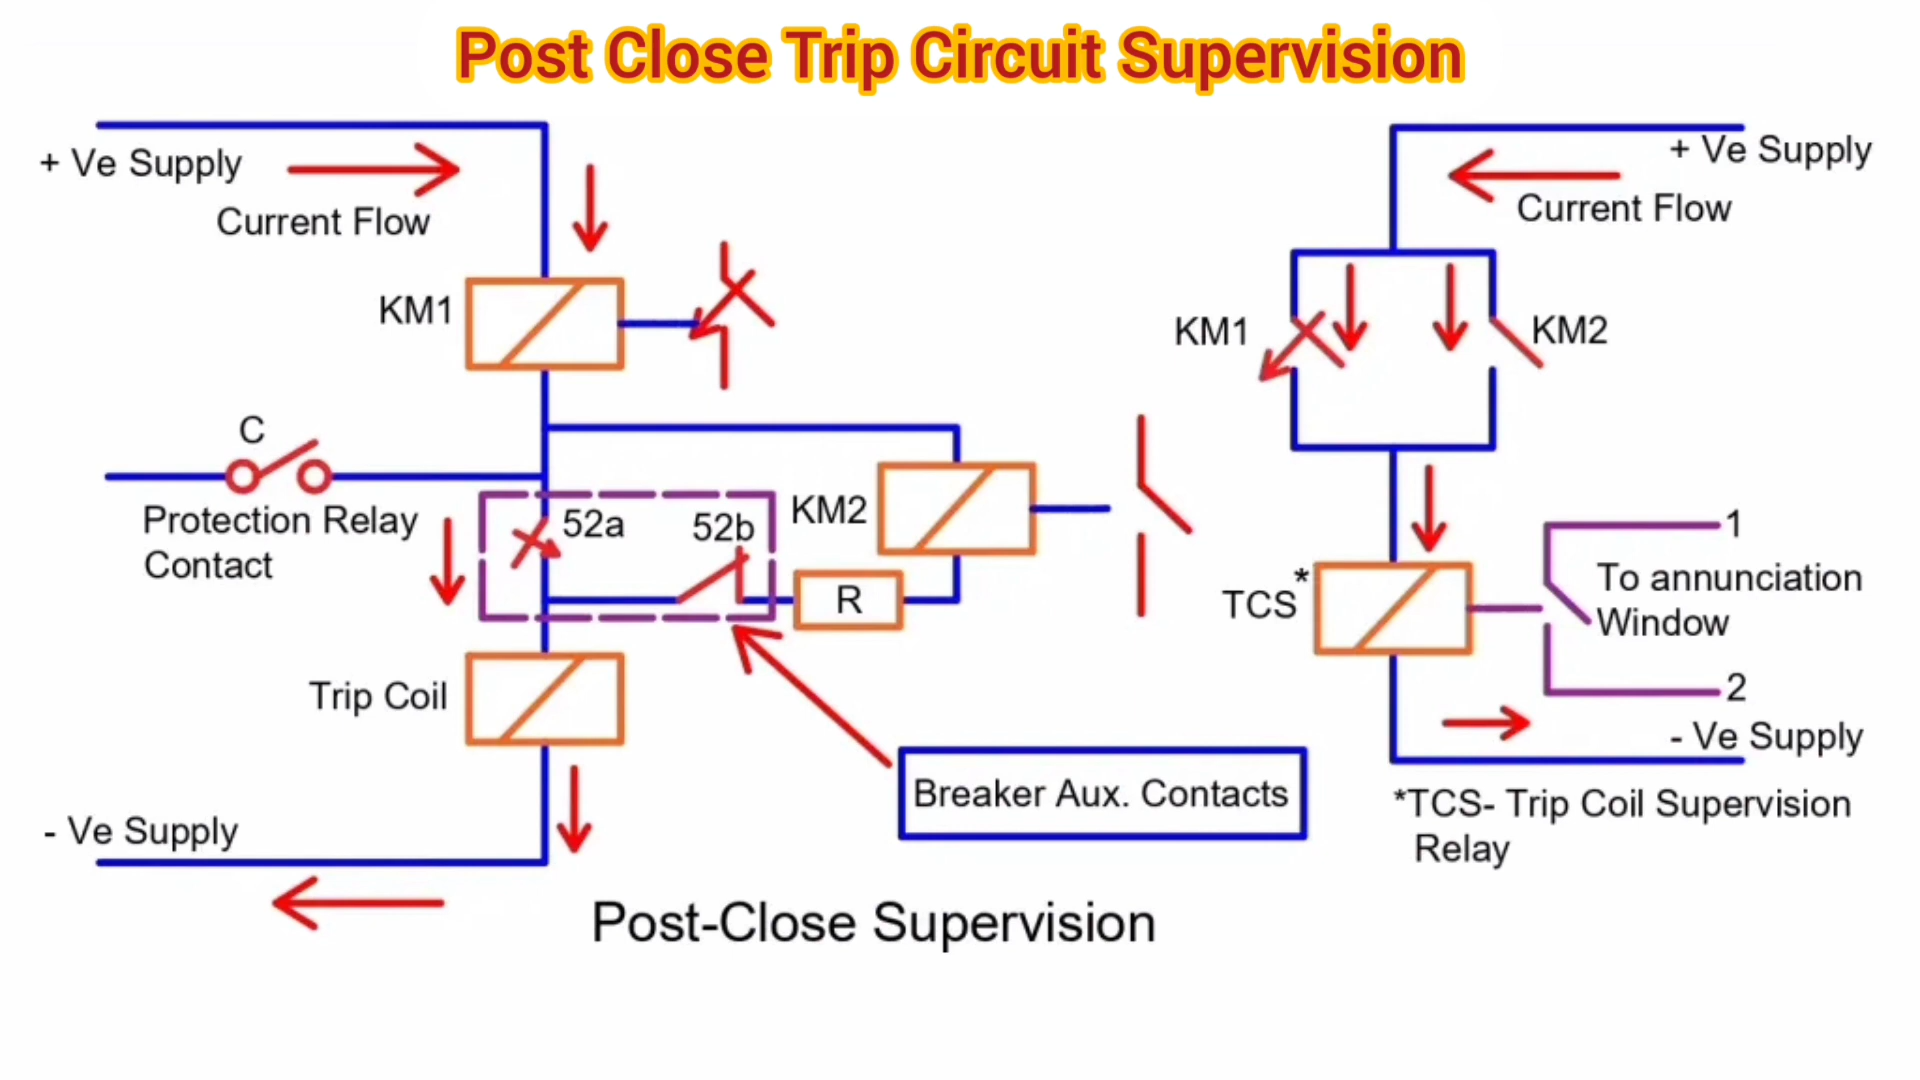 Post Close Trip Circuit Supervision
+ Ve Supply
Current Flow
KM1
C
Protection Relay
Contact
52a
52b
KM2
R
Trip Coil
- Ve Supply
Breaker Aux. Contacts
Post-Close Supervision
+ Ve Supply
Current Flow
KM1
KM2
TCS*
1
To annunciation
Window
2
- Ve Supply
*TCS- Trip Coil Supervision
Relay